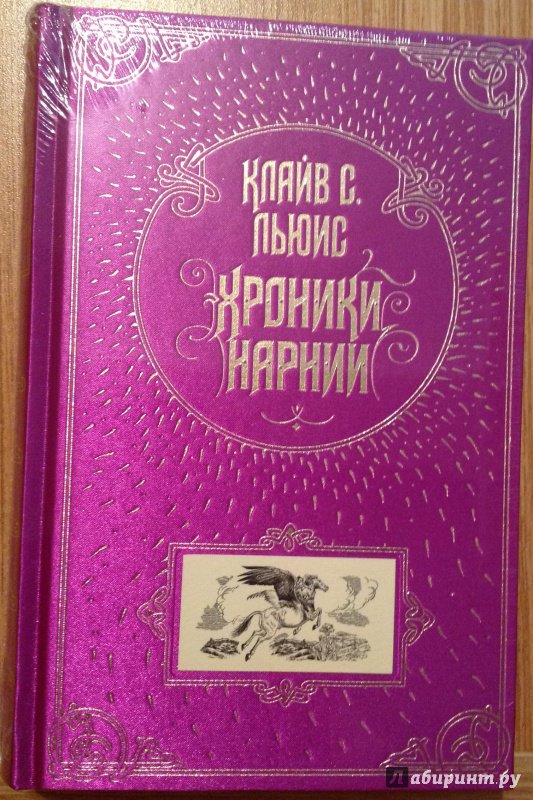 Клайв С.
Льюис
Хроники
Нарнии
Лабиринт.ру